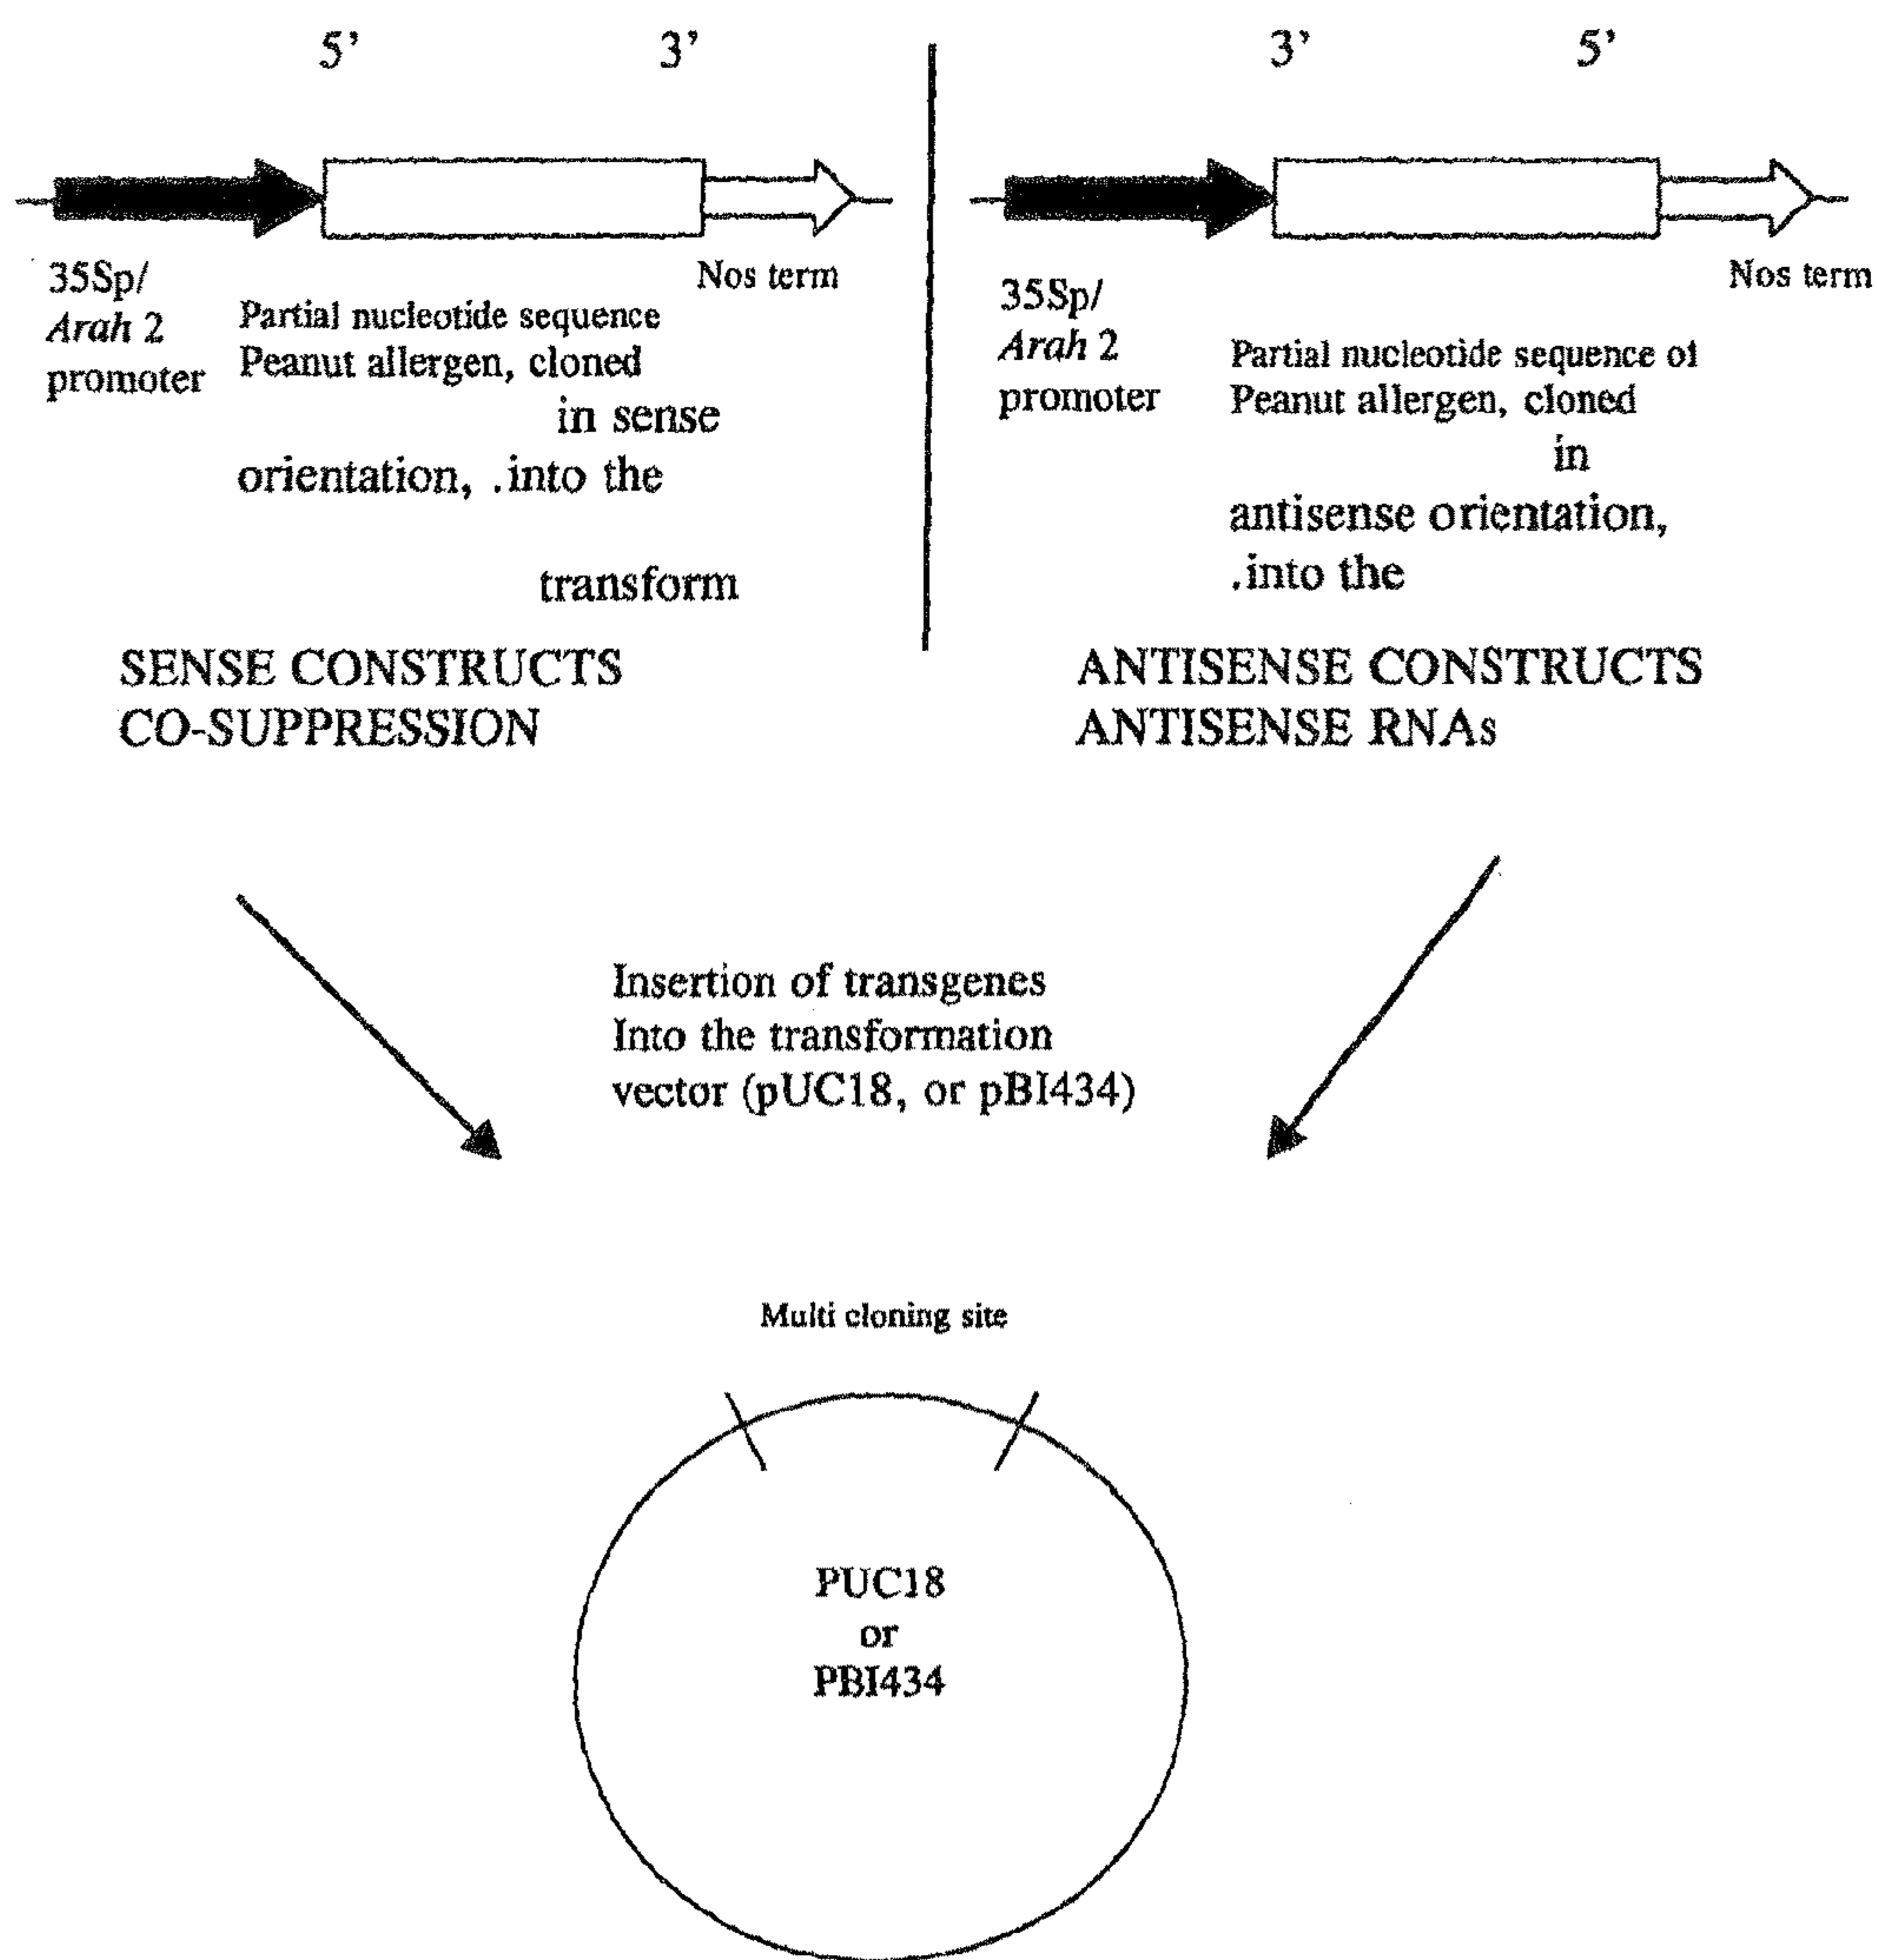 5’ 3’
35Sp/
Arah 2
promoter
Nos term
Partial nucleotide sequence
Peanut allergen, cloned
in sense
orientation, .into the
transform
SENSE CONSTRUCTS
CO-SUPPRESSION
3’ 5’
35Sp/
Arah 2
promoter
Nos term
Partial nucleotide sequence of
Peanut allergen, cloned
in
antisense orientation,
.into the
ANTISENSE CONSTRUCTS
ANTISENSE RNAs
Insertion of transgenes
Into the transformation
vector (pUC18, or pBI434)
Multi cloning site
PUC18
or
PBI434